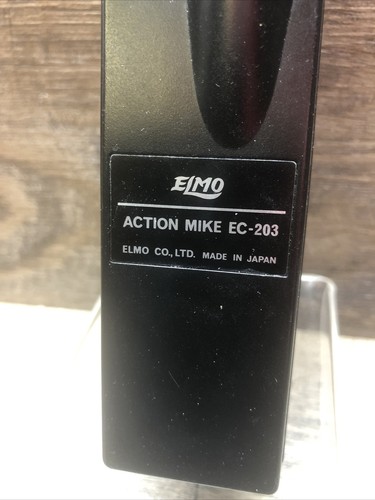 ELMO
ACTION MIKE EC-203
ELMO CO., LTD. MADE IN JAPAN